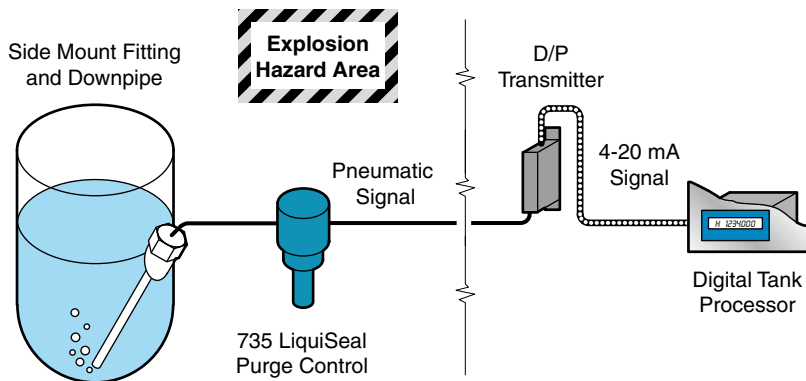 Side Mount Fitting
and Downpipe
Explosion
Hazard Area
D/P
Transmitter
Pneumatic
Signal
4-20 mA
Signal
H 1234000
Digital Tank
Processor
735 LiquiSeal
Purge Control